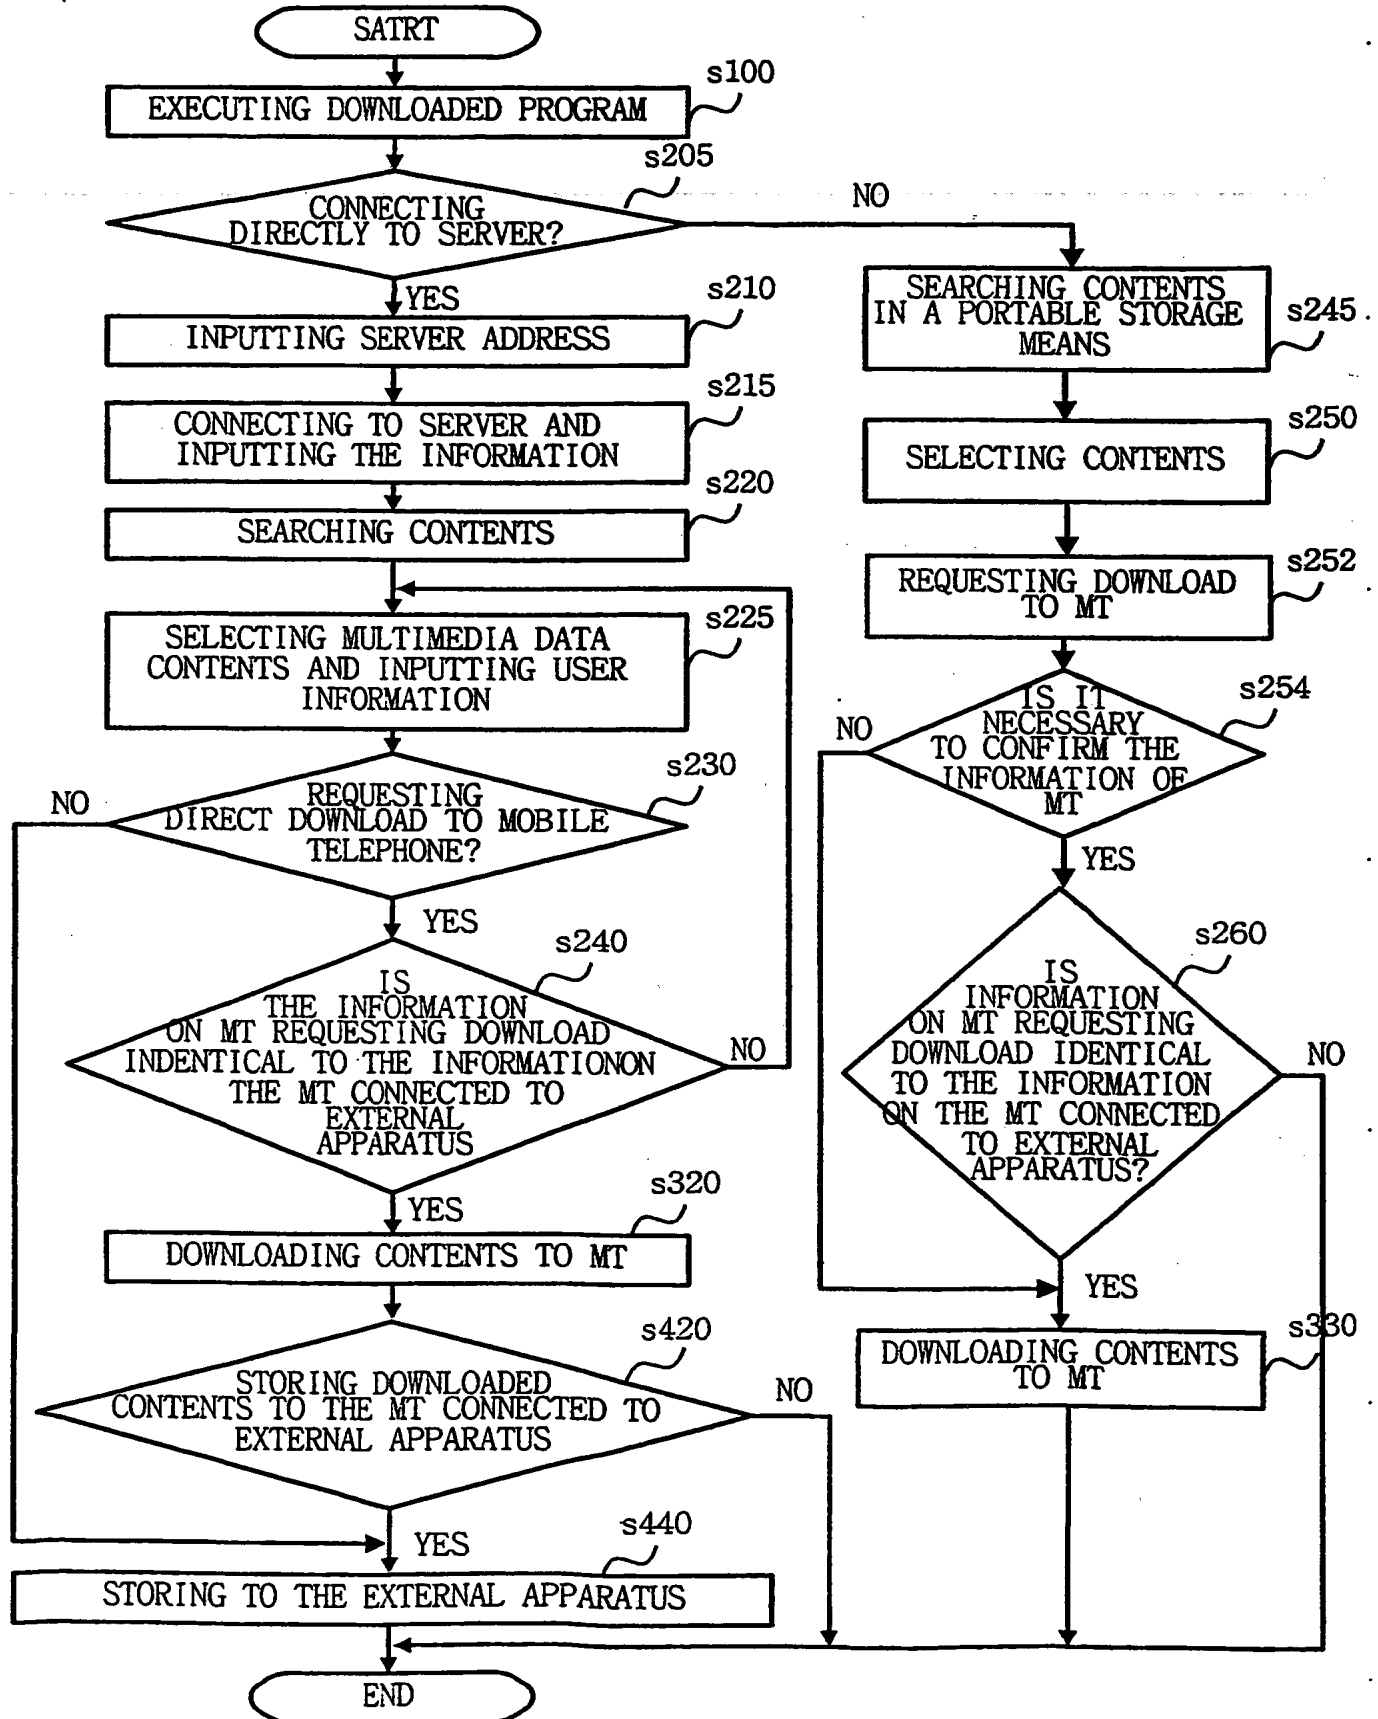 SATRT
s100
EXECUTING DOWNLOADED PROGRAM
s205
CONNECTING
DIRECTLY TO SERVER?
NO
YES
s210
INPUTTING SERVER ADDRESS
s215
CONNECTING TO SERVER AND
INPUTTING THE INFORMATION
s220
SEARCHING CONTENTS
s225
SELECTING MULTIMEDIA DATA
CONTENTS AND INPUTTING USER
INFORMATION
s230
NO
REQUESTING
DIRECT DOWNLOAD TO MOBILE
TELEPHONE?
YES
s240
IS
THE INFORMATION
ON MT REQUESTING DOWNLOAD
INDENTICAL TO THE INFORMATIONON
THE MT CONNECTED TO
EXTERNAL
APPARATUS
NO
YES
s320
DOWNLOADING CONTENTS TO MT
s420
STORING DOWNLOADED
CONTENTS TO THE MT CONNECTED TO
EXTERNAL APPARATUS
NO
YES
s440
STORING TO THE EXTERNAL APPARATUS
END
SEARCHING CONTENTS
IN A PORTABLE STORAGE
MEANS
s245
s250
SELECTING CONTENTS
s252
REQUESTING DOWNLOAD
TO MT
s254
NO
IS IT
NECESSARY
TO CONFIRM THE
INFORMATION OF
MT
YES
s260
IS
INFORMATION
ON MT REQUESTING
DOWNLOAD IDENTICAL
TO THE INFORMATION
ON THE MT CONNECTED
TO EXTERNAL
APPARATUS?
NO
YES
s330
DOWNLOADING CONTENTS
TO MT